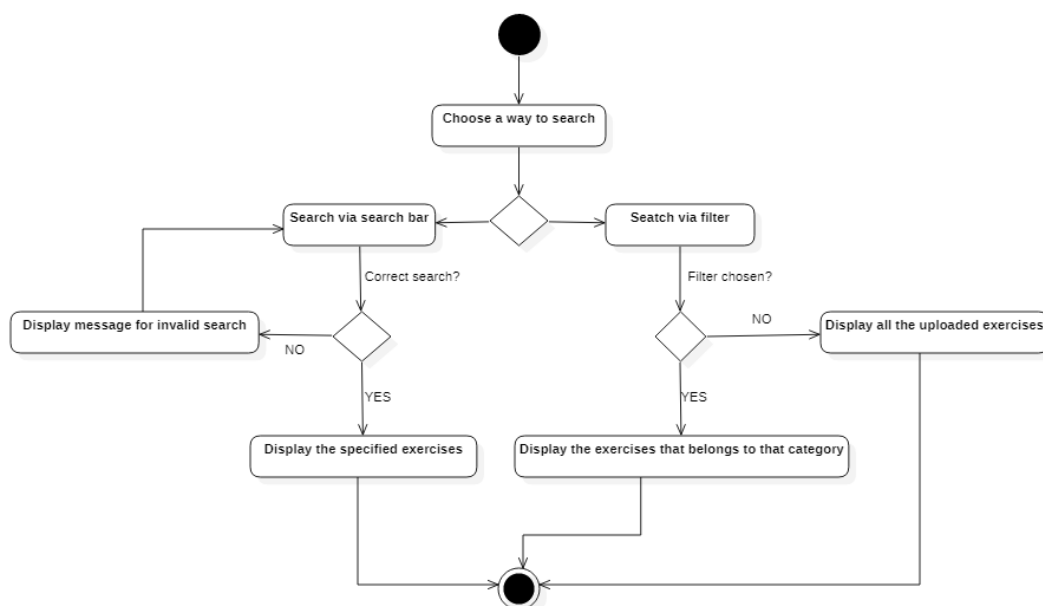 Choose a way to search
Search via search bar
Seatch via filter
Correct search?
Filter chosen?
Display message for invalid search
NO
NO
Display all the uploaded exercises
YES
YES
Display the specified exercises
Display the exercises that belongs to that category